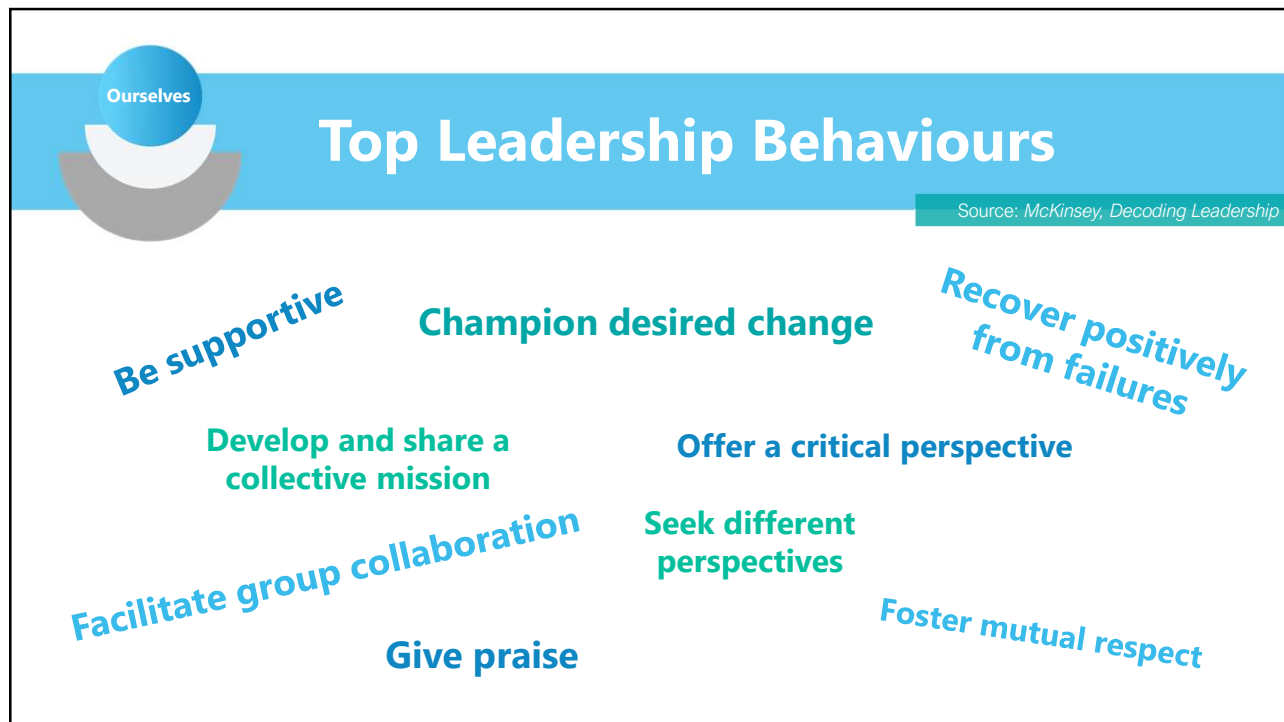 Ourselves
Top Leadership Behaviours
Source: McKinsey, Decoding Leadership
Be supportive
Champion desired change
Recover positively
from failures
Develop and share a
collective mission
Offer a critical perspective
Seek different
perspectives
Facilitate group collaboration
Foster mutual respect
Give praise